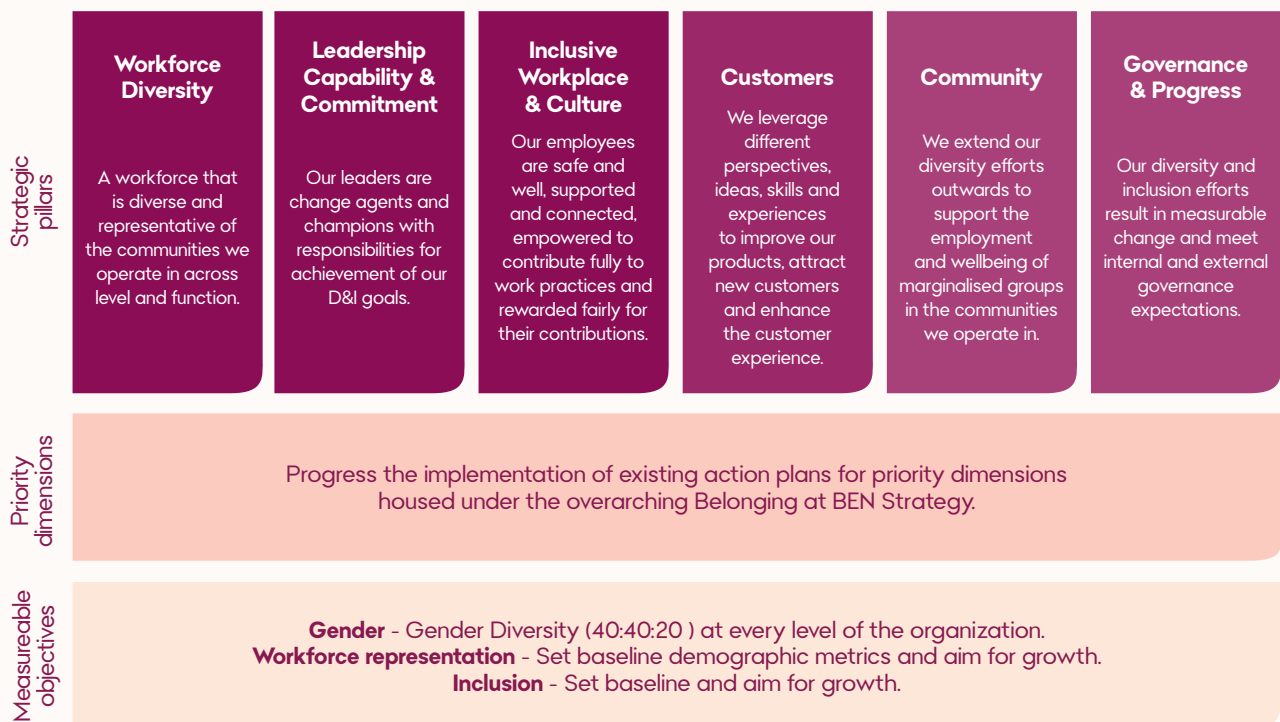 Strategic
pillars
Workforce
Diversity
A workforce that
is diverse and
representative of
the communities we
operate in across
level and function.
Leadership
Capability &
Commitment
Our leaders are
change agents and
champions with
responsibilities for
achievement of our
D&I goals.
Inclusive
Workplace
& Culture
Our employees
are safe and
well, supported
and connected,
empowered to
contribute fully to
work practices and
rewarded fairly for
their contributions.
Customers
We leverage
different
perspectives,
ideas, skills and
experiences
to improve our
products, attract
new customers
and enhance
the customer
experience.
Community
We extend our
diversity efforts
outwards to
support the
employment
and wellbeing of
marginalised groups
in the communities
we operate in.
Governance
& Progress
Our diversity and
inclusion efforts
result in measurable
change and meet
internal and external
governance
expectations.
Priority
dimensions
Progress the implementation of existing action plans for priority dimensions
housed under the overarching Belonging at BEN Strategy.
Measureable
objectives
Gender - Gender Diversity (40:40:20 ) at every level of the organization.
Workforce representation - Set baseline demographic metrics and aim for growth.
Inclusion - Set baseline and aim for growth.